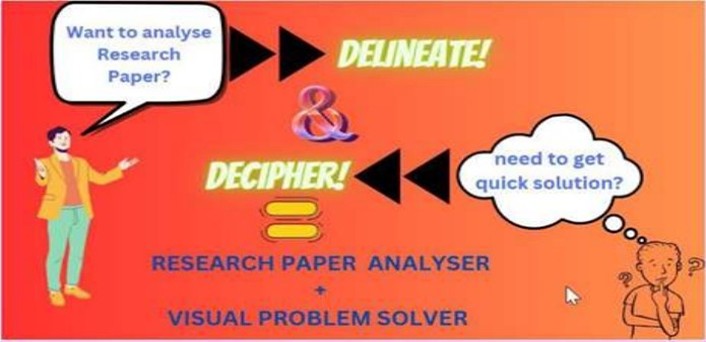 Want to analyse
Research
Paper?
DELINEATE!
&
DECIPHER!
need to get
quick solution?
=
RESEARCH PAPER ANALYSER
+
VISUAL PROBLEM SOLVER
? ?